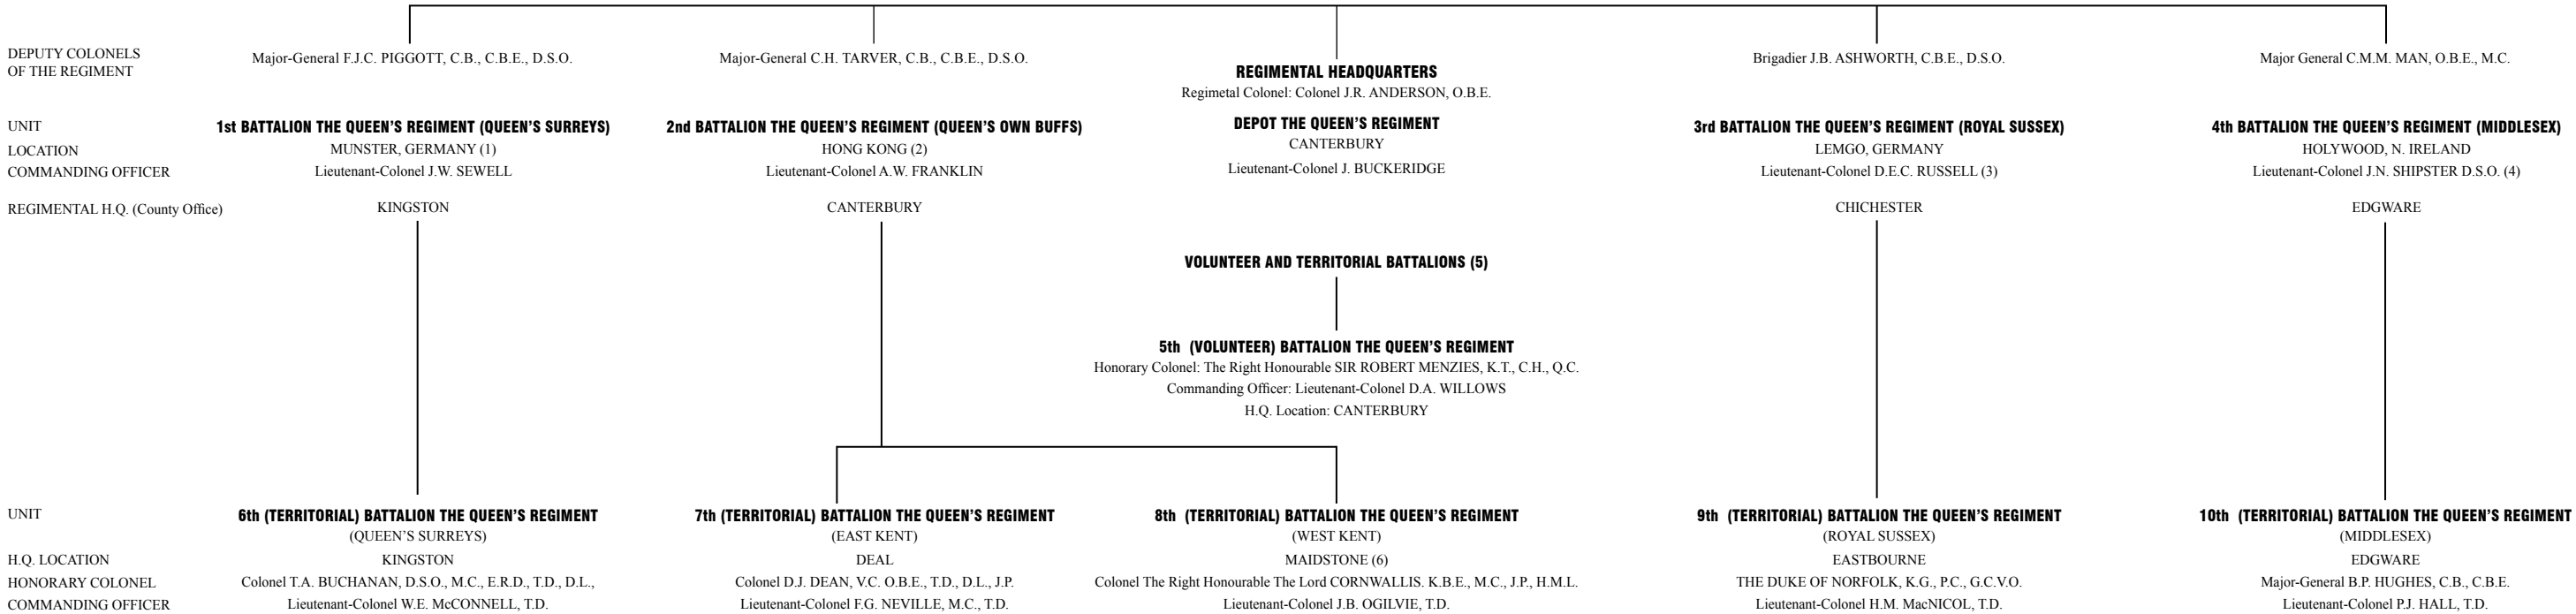 DEPUTY COLONELS
OF THE REGIMENT
Major-General F.J.C. PIGGOTT, C.B., C.B.E., D.S.O.
Major-General C.H. TARVER, C.B., C.B.E., D.S.O.
REGIMENTAL HEADQUARTERS
Regimetal Colonel: Colonel J.R. ANDERSON, O.B.E.
Brigadier J.B. ASHWORTH, C.B.E., D.S.O.
Major General C.M.M. MAN, O.B.E., M.C.
UNIT
LOCATION
COMMANDING OFFICER
1st BATTALION THE QUEEN'S REGIMENT (QUEEN'S SURREYS)
MUNSTER, GERMANY (1)
Lieutenant-Colonel J.W. SEWELL
2nd BATTALION THE QUEEN'S REGIMENT (QUEEN'S OWN BUFFS)
HONG KONG (2)
Lieutenant-Colonel A.W. FRANKLIN
DEPOT THE QUEEN'S REGIMENT
CANTERBURY
Lieutenant-Colonel J. BUCKERIDGE
3rd BATTALION THE QUEEN'S REGIMENT (ROYAL SUSSEX)
LEMGO, GERMANY
Lieutenant-Colonel D.E.C. RUSSELL (3)
4th BATTALION THE QUEEN'S REGIMENT (MIDDLESEX)
HOLYWOOD, N. IRELAND
Lieutenant-Colonel J.N. SHIPSTER D.S.O. (4)
REGIMENTAL H.Q. (County Office)
KINGSTON
CANTERBURY
CHICHESTER
EDGWARE
VOLUNTEER AND TERRITORIAL BATTALIONS (5)
5th (VOLUNTEER) BATTALION THE QUEEN'S REGIMENT
Honorary Colonel: The Right Honourable SIR ROBERT MENZIES, K.T., C.H., Q.C.
Commanding Officer: Lieutenant-Colonel D.A. WILLOWS
H.Q. Location: CANTERBURY
UNIT
H.Q. LOCATION
HONORARY COLONEL
COMMANDING OFFICER
6th (TERRITORIAL) BATTALION THE QUEEN'S REGIMENT
(QUEEN'S SURREYS)
KINGSTON
Colonel T.A. BUCHANAN, D.S.O., M.C., E.R.D., T.D., D.L.,
Lieutenant-Colonel W.E. McCONNELL, T.D.
7th (TERRITORIAL) BATTALION THE QUEEN'S REGIMENT
(EAST KENT)
DEAL
Colonel D.J. DEAN, V.C. O.B.E., T.D., D.L., J.P.
Lieutenant-Colonel F.G. NEVILLE, M.C., T.D.
8th (TERRITORIAL) BATTALION THE QUEEN'S REGIMENT
(WEST KENT)
MAIDSTONE (6)
Colonel The Right Honourable The Lord CORNWALLIS. K.B.E., M.C., J.P., H.M.L.
Lieutenant-Colonel J.B. OGILVIE, T.D.
9th (TERRITORIAL) BATTALION THE QUEEN'S REGIMENT
(ROYAL SUSSEX)
EASTBOURNE
THE DUKE OF NORFOLK, K.G., P.C., G.C.V.O.
Lieutenant-Colonel H.M. MacNICOL, T.D.
10th (TERRITORIAL) BATTALION THE QUEEN'S REGIMENT
(MIDDLESEX)
EDGWARE
Major-General B.P. HUGHES, C.B., C.B.E.
Lieutenant-Colonel P.J. HALL, T.D.